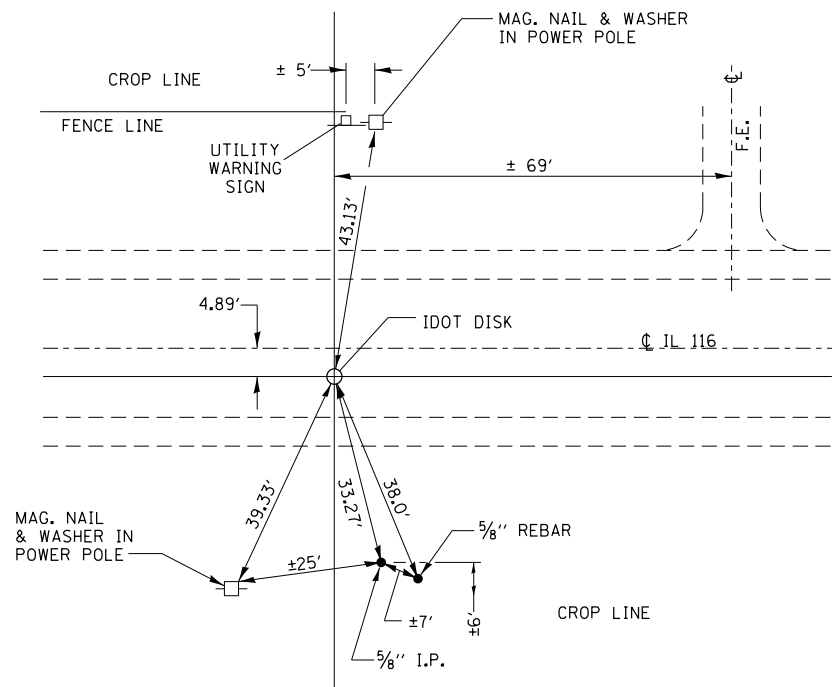 MAG. NAIL & WASHER
IN POWER POLE
± 5'
CROP LINE
FENCE LINE
UTILITY
WARNING
SIGN
± 69'
℄
F.E.
43.13'
4.89'
IDOT DISK
℄ IL 116
39.33'
33.27'
38.0'
MAG. NAIL
& WASHER IN
POWER POLE
⅝'' REBAR
±25'
±7'
±6'
CROP LINE
⅝'' I.P.